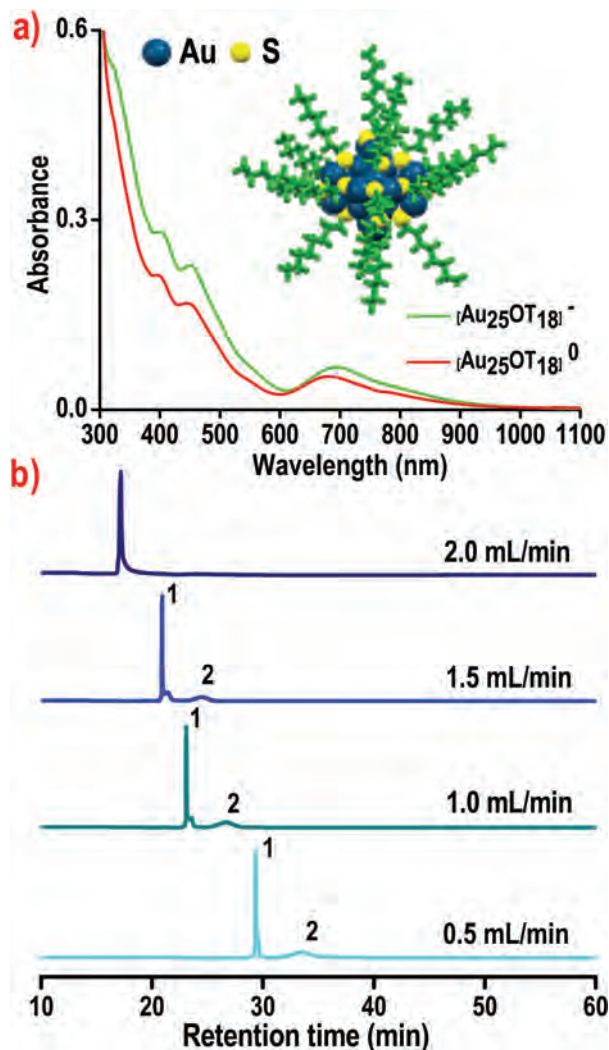 a)
0.6
Au S
Absorbance
0.3
[Au25OT18]-
[Au25OT18]0
0.0
300 400 500 600 700 800 900 1000 1100
Wavelength (nm)
b)
2.0 mL/min
1
2
1.5 mL/min
1
2
1.0 mL/min
1
2
0.5 mL/min
10 20 30 40 50 60
Retention time (min)